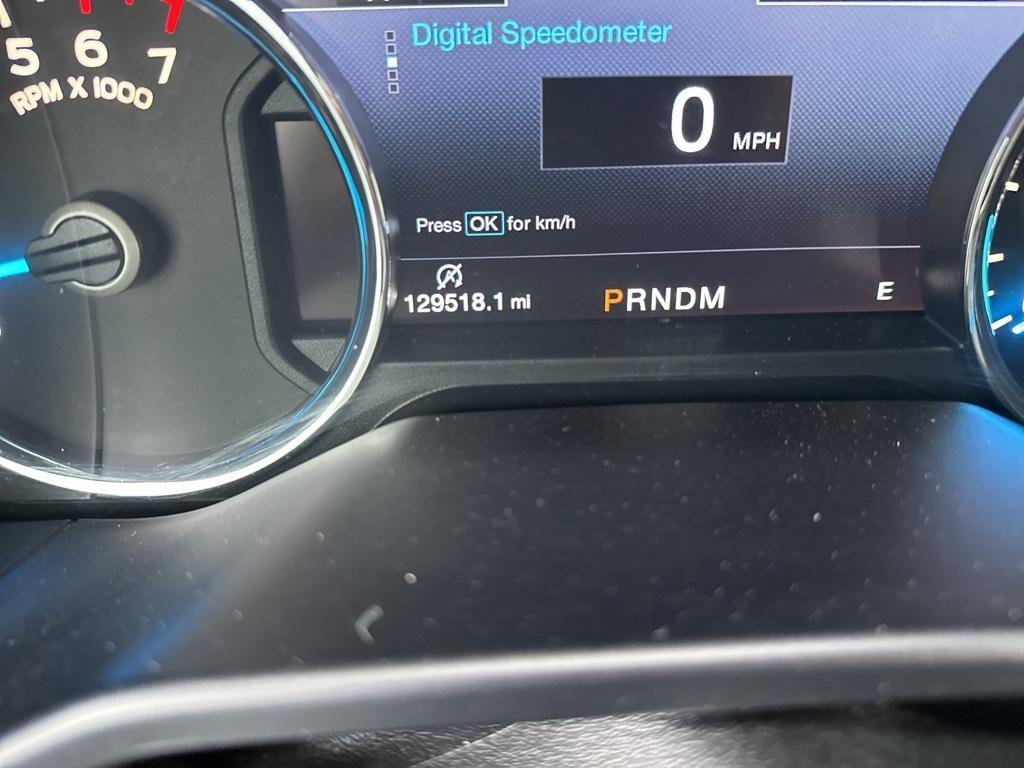 5 6 7
RPM X 1000
Digital Speedometer
0 MPH
Press OK for km/h
129518.1 mi
PRNDM
E